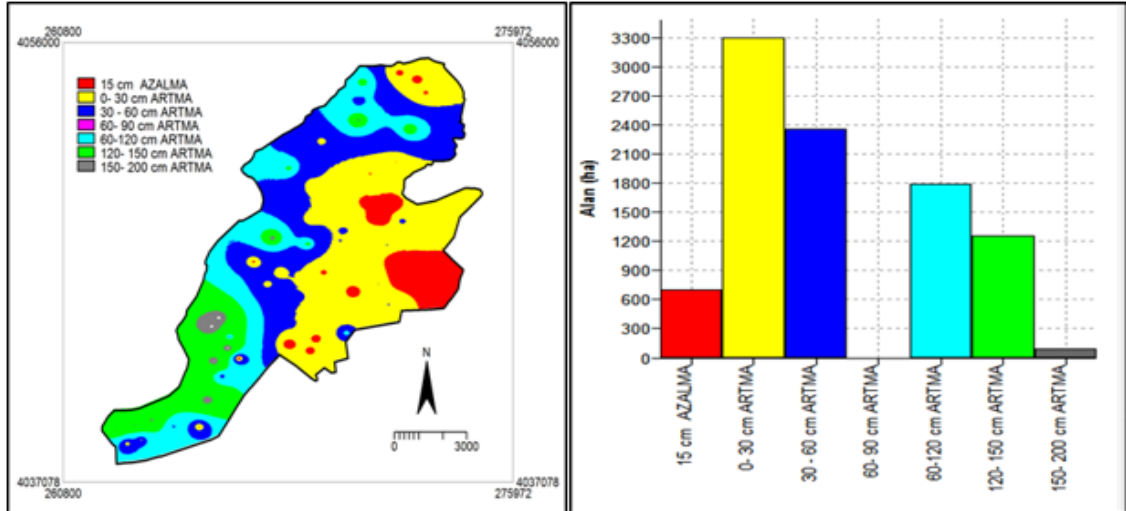 260800
275972
4056000
4056000
15 cm AZALMA
0- 30 cm ARTMA
30 - 60 cm ARTMA
60- 90 cm ARTMA
60-120 cm ARTMA
120- 150 cm ARTMA
150- 200 cm ARTMA
N
0
3000
4037078
4037078
260800
275972
Alan (ha)
3300
3000
2700
2400
2100
1800
1500
1200
900
600
300
0
15 cm AZALMA
0- 30 cm ARTMA
30 - 60 cm ARTMA
60- 90 cm ARTMA
60-120 cm ARTMA
120- 150 cm ARTMA
150- 200 cm ARTMA